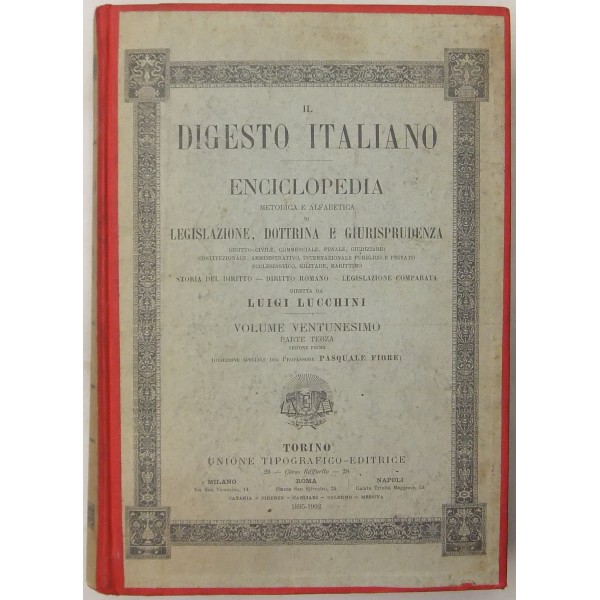 IL
DIGESTO ITALIANO
ENCICLOPEDIA
METODICA E ALFABETICA
DI
LEGISLAZIONE, DOTTRINA E GIURISPRUDENZA
DIRITTO CIVILE, COMMERCIALE, PENALE, GIUDIZIARIO
COSTITUZIONALE, AMMINISTRATIVO, INTERNAZIONALE PUBBLICO E PRIVATO
ECCLESIASTICO, MILITARE, MARITTIMO
STORIA DEL DIRITTO — DIRITTO ROMANO — LEGISLAZIONE COMPARATA
DIRETTA DA
LUIGI LUCCHINI
VOLUME VENTUNESIMO
PARTE TERZA
SEZIONE PRIMA
(DIREZIONE SPECIALE DEL PROFESSORE PASQUALE FIORE)
TORINO
UNIONE TIPOGRAFICO-EDITRICE
28 — Corso Raffaello — 28
MILANO ROMA NAPOLI
CATANIA — FIRENZE — CAGLIARI — PALERMO — MESSINA
1895-1902